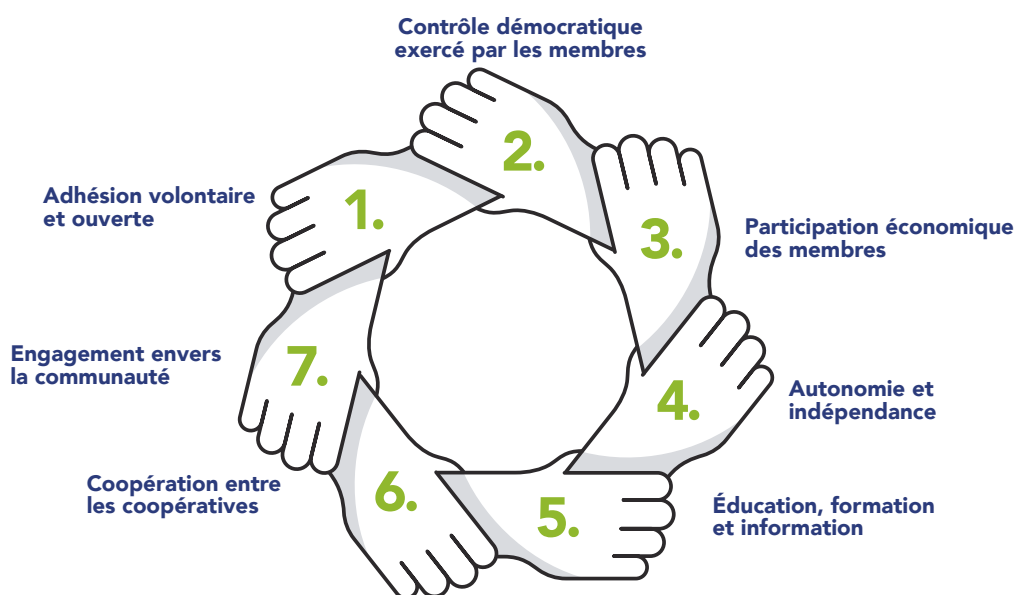 Contrôle démocratique
exercé par les membres
2.
Adhésion volontaire
et ouverte
1.
3.
Participation économique
des membres
Engagement envers
la communauté
7.
4.
Autonomie et
indépendance
Coopération entre
les coopératives
6.
5.
Éducation, formation
et information